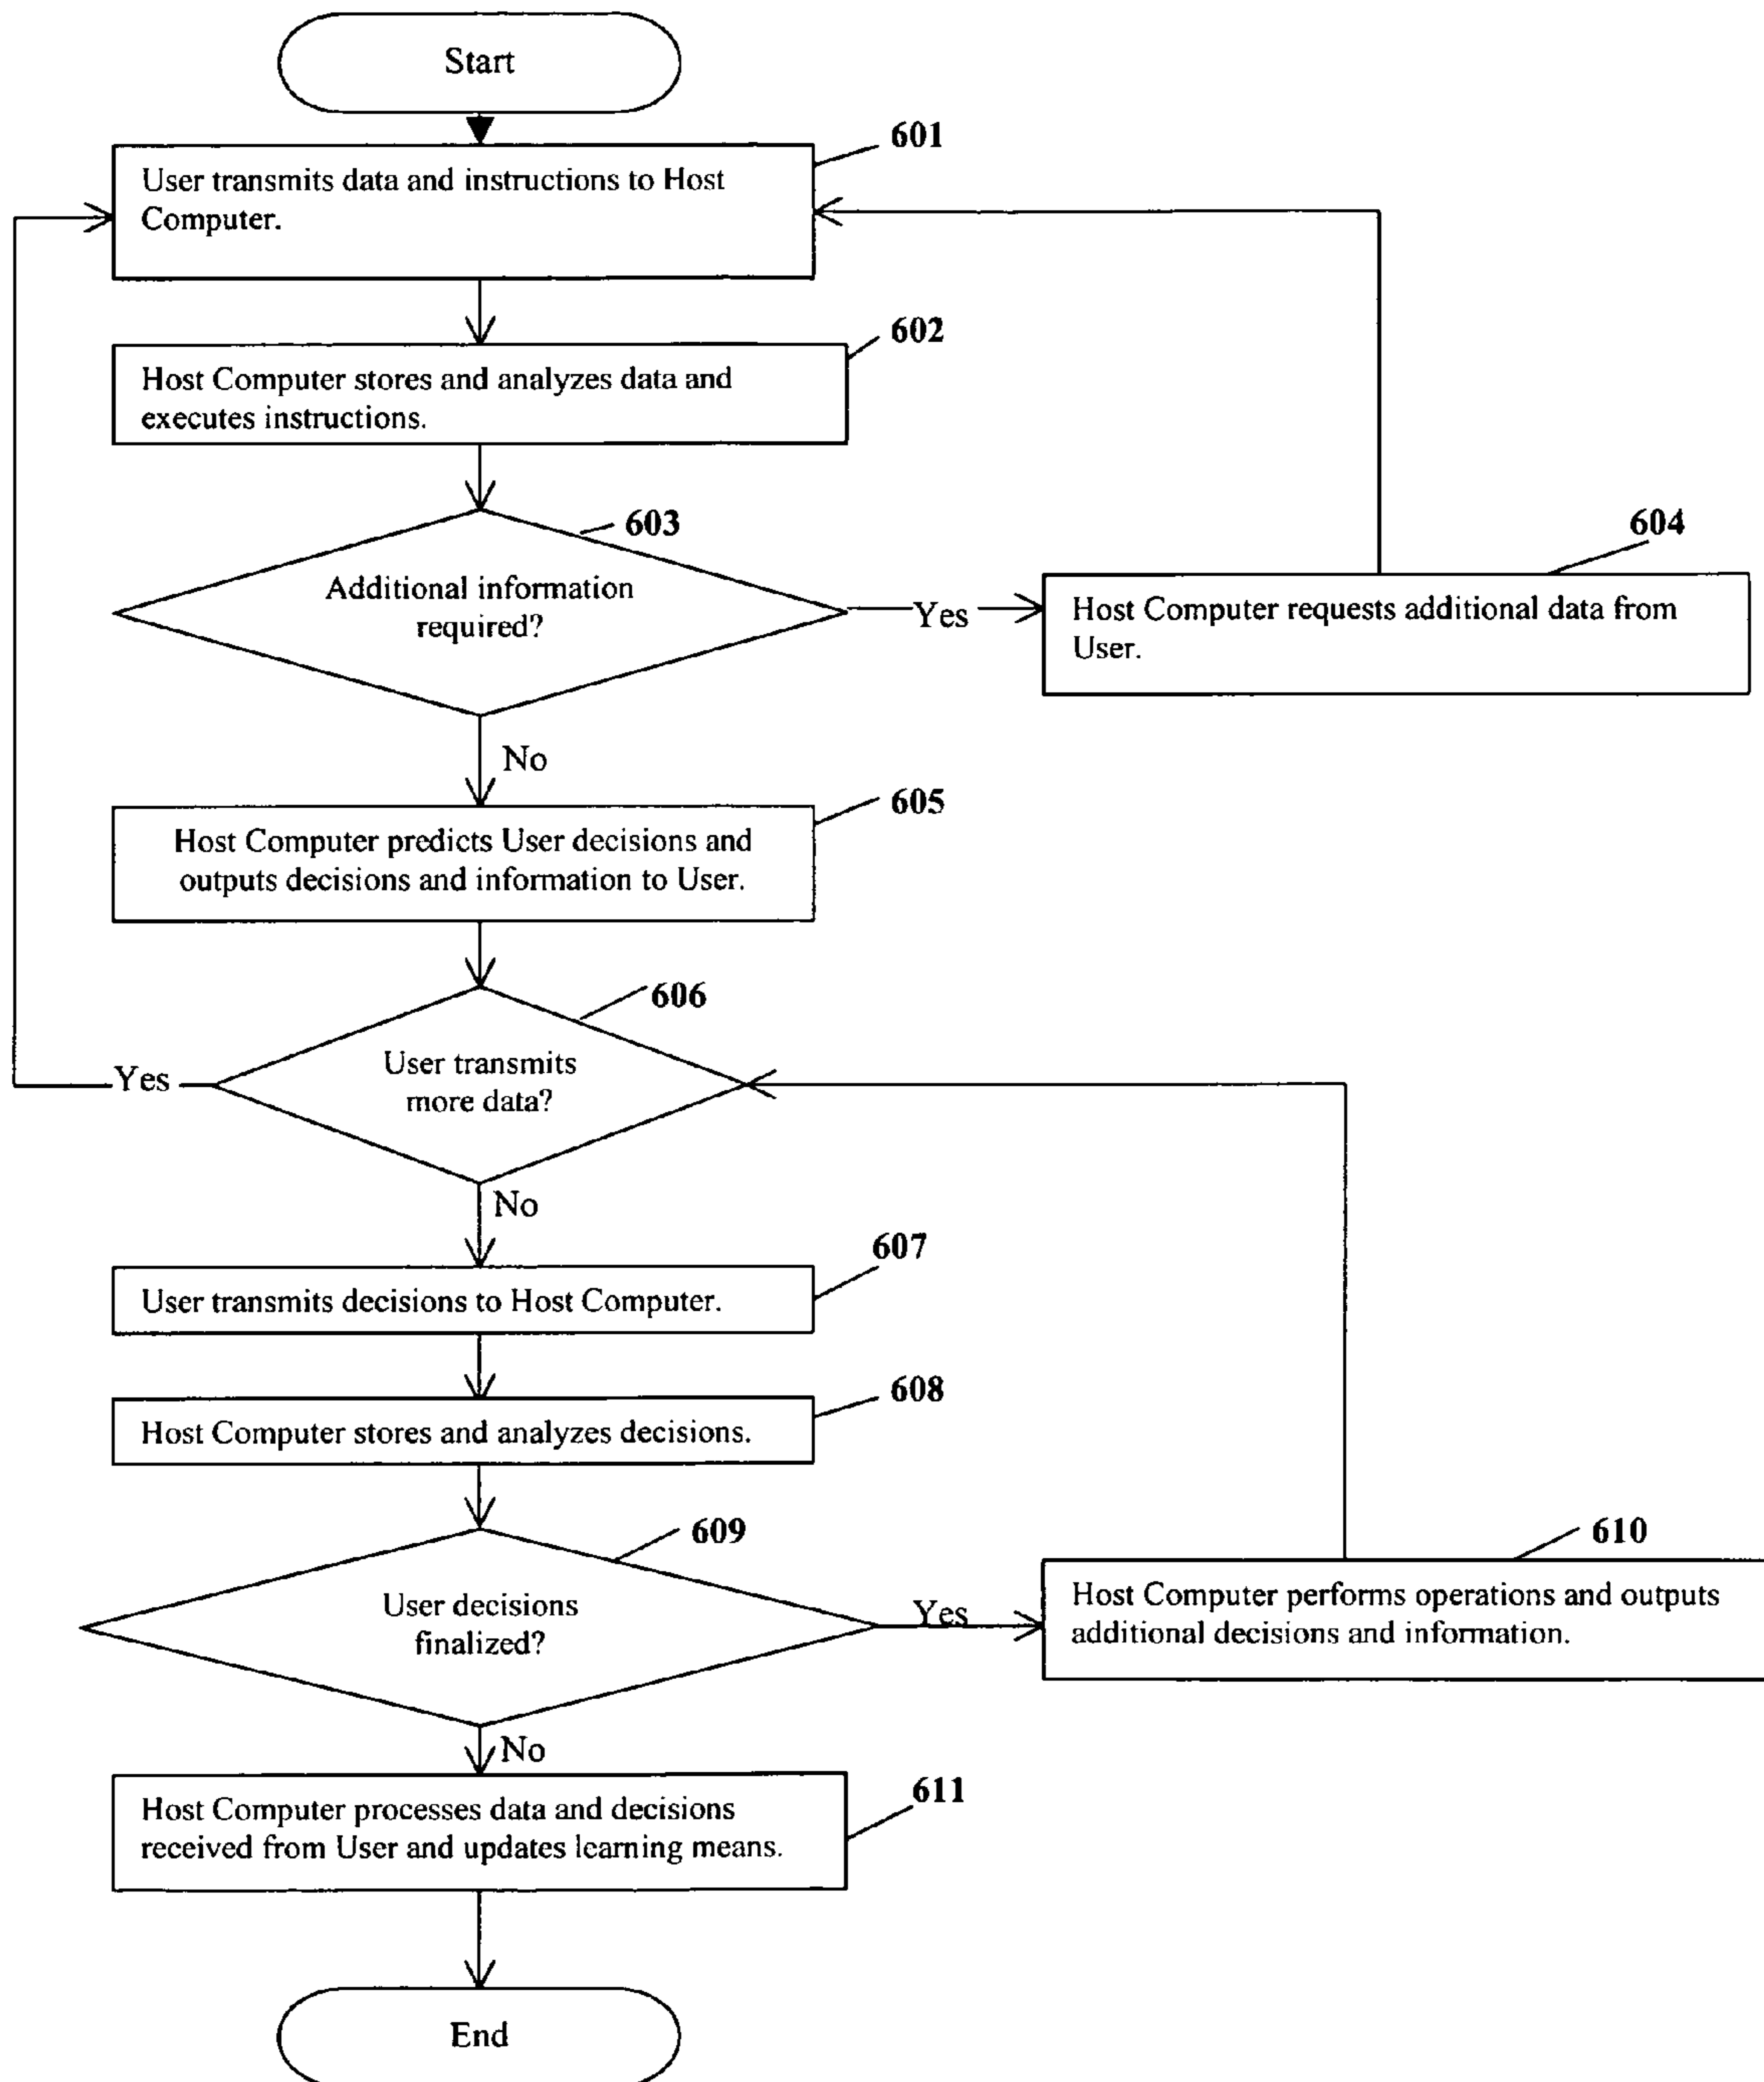 Start
601
User transmits data and instructions to Host
Computer.
602
Host Computer stores and analyzes data and
executes instructions.
603
Additional information
required?
Yes
604
Host Computer requests additional data from
User.
No
605
Host Computer predicts User decisions and
outputs decisions and information to User.
606
User transmits
more data?
Yes
No
607
User transmits decisions to Host Computer.
608
Host Computer stores and analyzes decisions.
609
User decisions
finalized?
Yes
610
Host Computer performs operations and outputs
additional decisions and information.
No
611
Host Computer processes data and decisions
received from User and updates learning means.
End